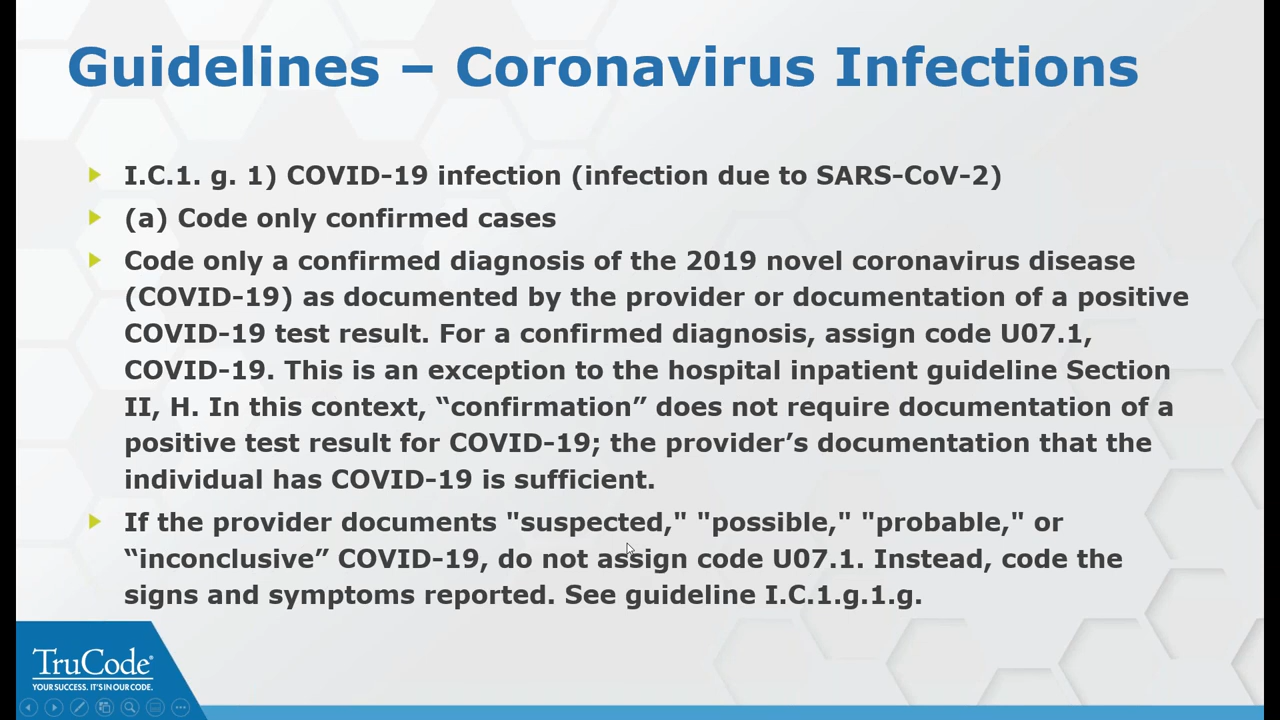 Guidelines – Coronavirus Infections
I.C.1. g. 1) COVID-19 infection (infection due to SARS-CoV-2)
(a) Code only confirmed cases
Code only a confirmed diagnosis of the 2019 novel coronavirus disease
(COVID-19) as documented by the provider or documentation of a positive
COVID-19 test result. For a confirmed diagnosis, assign code U07.1,
COVID-19. This is an exception to the hospital inpatient guideline Section
II, H. In this context, “confirmation” does not require documentation of a
positive test result for COVID-19; the provider’s documentation that the
individual has COVID-19 is sufficient.
If the provider documents "suspected," "possible," "probable," or
“inconclusive” COVID-19, do not assign code U07.1. Instead, code the
signs and symptoms reported. See guideline I.C.1.g.1.g.
TruCode®
YOUR SUCCESS. IT'S IN OUR CODE.